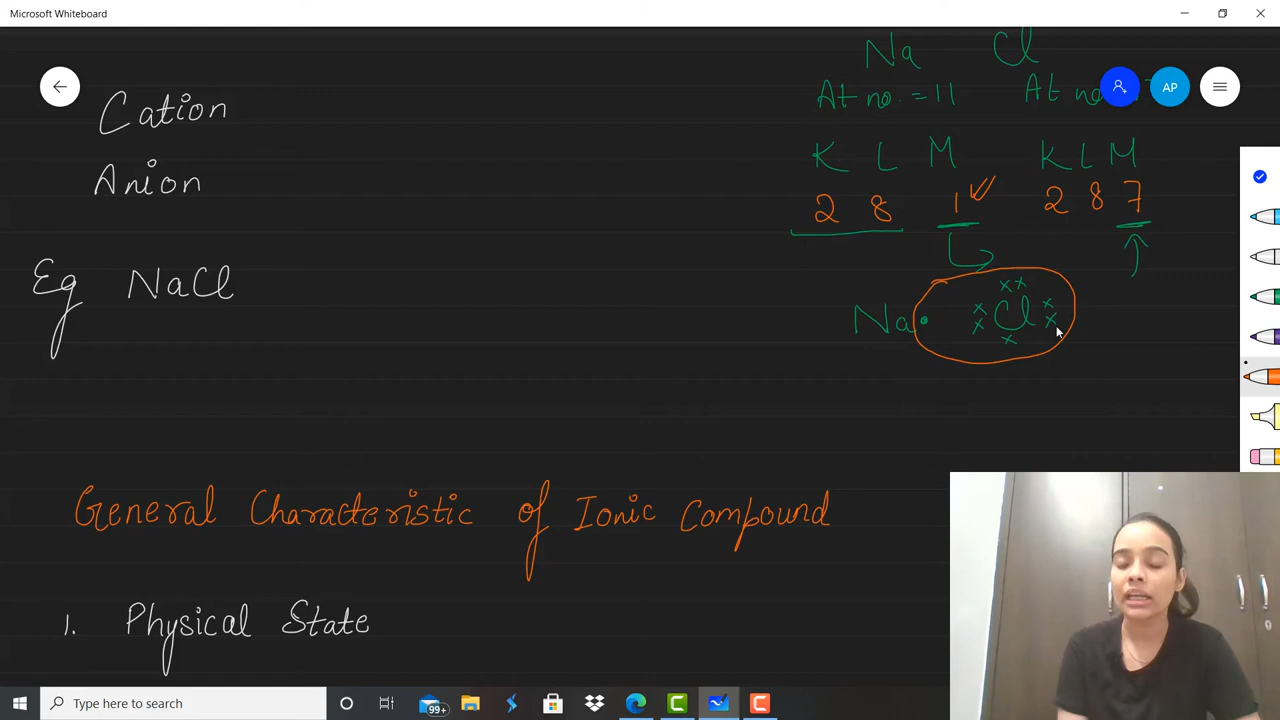 Microsoft Whiteboard
Na Cl
At no. = 11 At no
AP
Cation
K L M K L M
Anion
2 8 1 2 8 7
Eg NaCl
Na Cl
General Characteristic of Ionic Compound
1. Physical State
Type here to search
99+